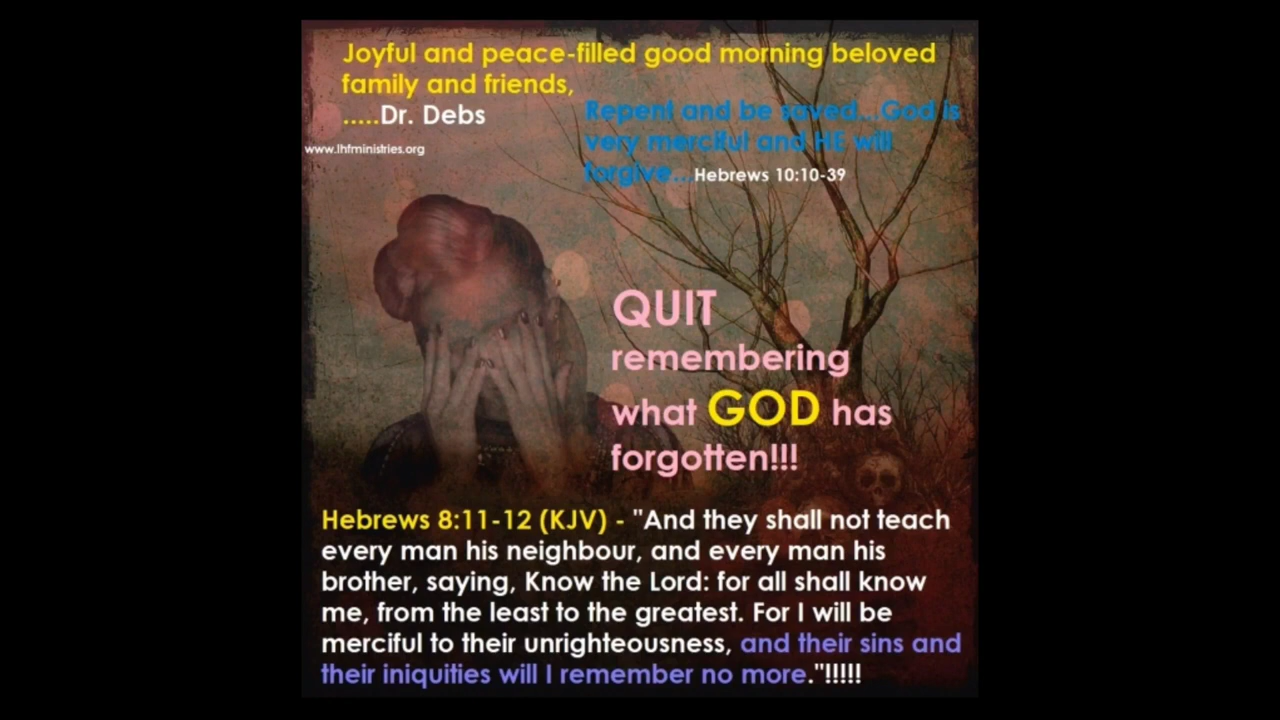 Joyful and peace-filled good morning beloved
family and friends,
.....Dr. Debs
www.lhfministries.org
Repent and be saved...God is
very merciful and HE will
forgive...Hebrews 10:10-39
QUIT
remembering
what GOD has
forgotten!!!
Hebrews 8:11-12 (KJV) - "And they shall not teach
every man his neighbour, and every man his
brother, saying, Know the Lord: for all shall know
me, from the least to the greatest. For I will be
merciful to their unrighteousness, and their sins and
their iniquities will I remember no more."!!!!!